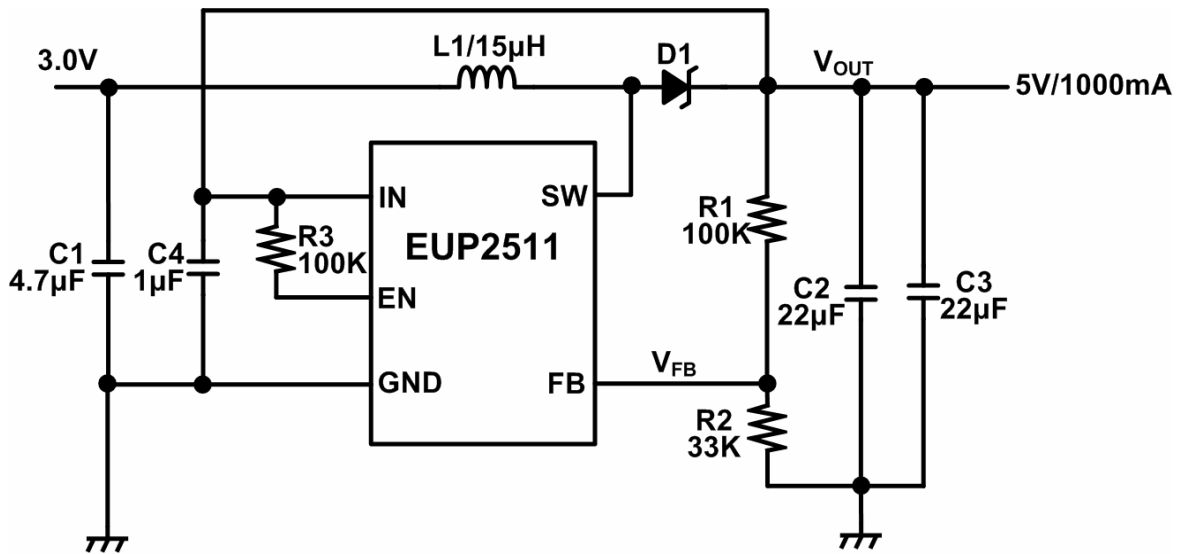 3.0V
L1/15µH
D1
VOUT
5V/1000mA
IN
SW
R1
100K
R3
100K
EUP2511
C1
4.7µF
C4
1µF
EN
C2
22µF
C3
22µF
GND
FB
VFB
R2
33K